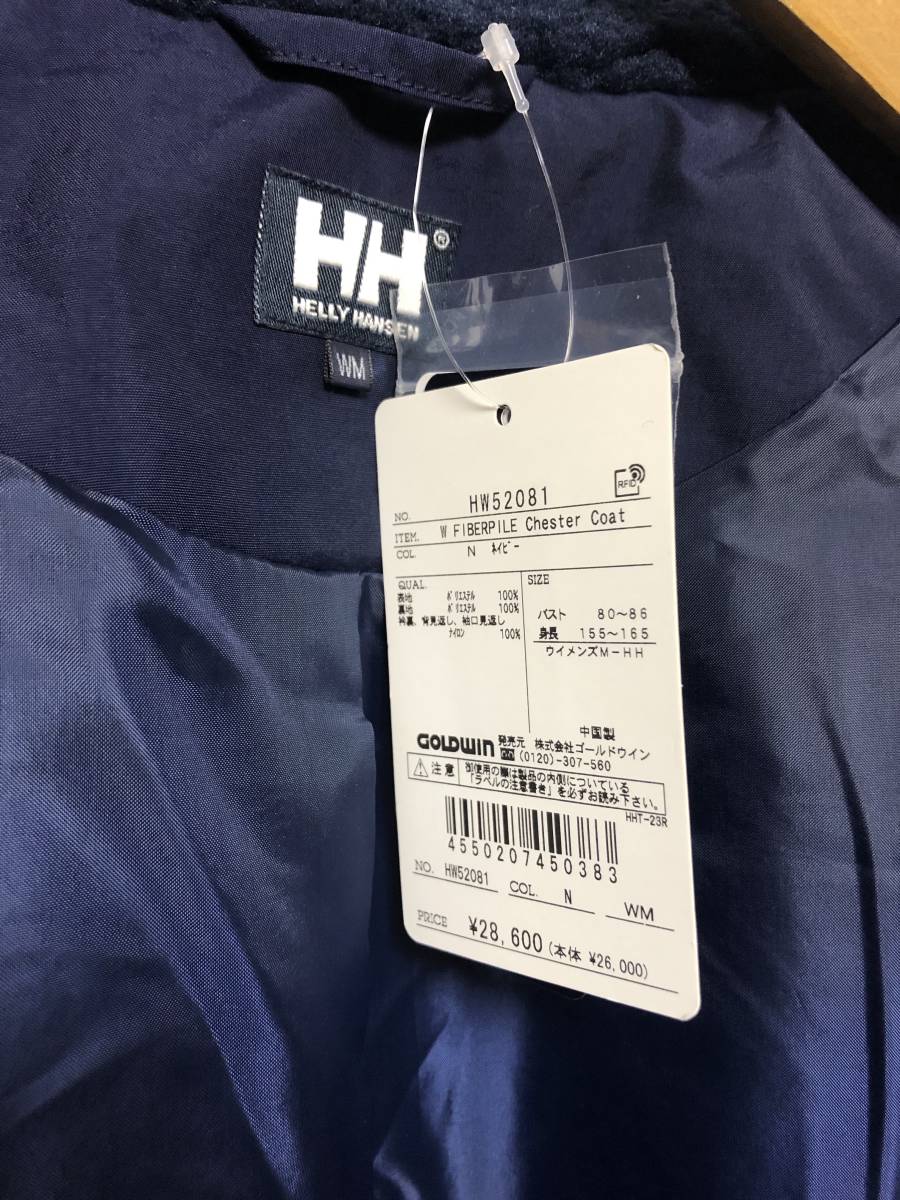 HH®
HELLY HANSEN
WM
RFID
NO. HW52081
ITEM. W FIBERPILE Chester Coat
COL. N ﾈｲﾋﾞｰ
QUAL.
表地 ﾎﾟﾘｴｽﾃﾙ 100%
裏地 ﾎﾟﾘｴｽﾃﾙ 100%
衿裏、背見返し、袖口見返し
ﾅｲﾛﾝ 100%
SIZE
バスト 80～86
身長 155～165
ウイメンズM－HH
中国製
GOLDWIN 発売元 株式会社ゴールドウイン
(0120)-307-560
注意 御使用の際は製品の内側についている
「ラベルの注意書き」を必ずお読み下さい。
HHT-23R
4550207450383
NO. HW52081 COL. N WM
PRICE ¥28,600(本体 ¥26,000)